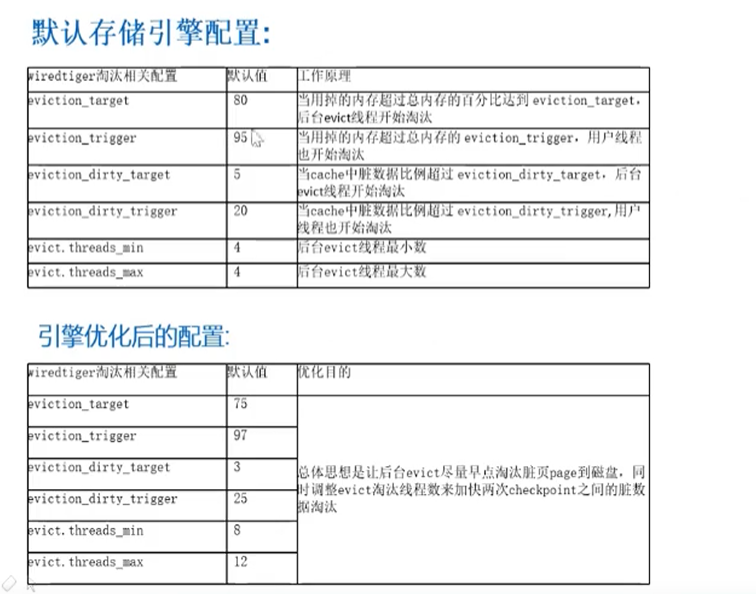 默认存储引擎配置:
wiredtiger淘汰相关配置 默认值 工作原理
eviction_target 80 当用掉的内存超过总内存的百分比达到 eviction_target，
后台evict线程开始淘汰
eviction_trigger 95 当用掉的内存超过总内存的 eviction_trigger，用户线程
也开始淘汰
eviction_dirty_target 5 当cache中脏数据比例超过 eviction_dirty_target，后台
evict线程开始淘汰
eviction_dirty_trigger 20 当cache中脏数据比例超过 eviction_dirty_trigger,用户
线程也开始淘汰
evict.threads_min 4 后台evict线程最小数
evict.threads_max 4 后台evict线程最大数
引擎优化后的配置:
wiredtiger淘汰相关配置 默认值 优化目的
eviction_target 75
eviction_trigger 97
eviction_dirty_target 3
eviction_dirty_trigger 25
evict.threads_min 8
evict.threads_max 12
总体思想是让后台evict尽量早点淘汰脏页page到磁盘，同
时调整evict淘汰线程数来加快两次checkpoint之间的脏数
据淘汰